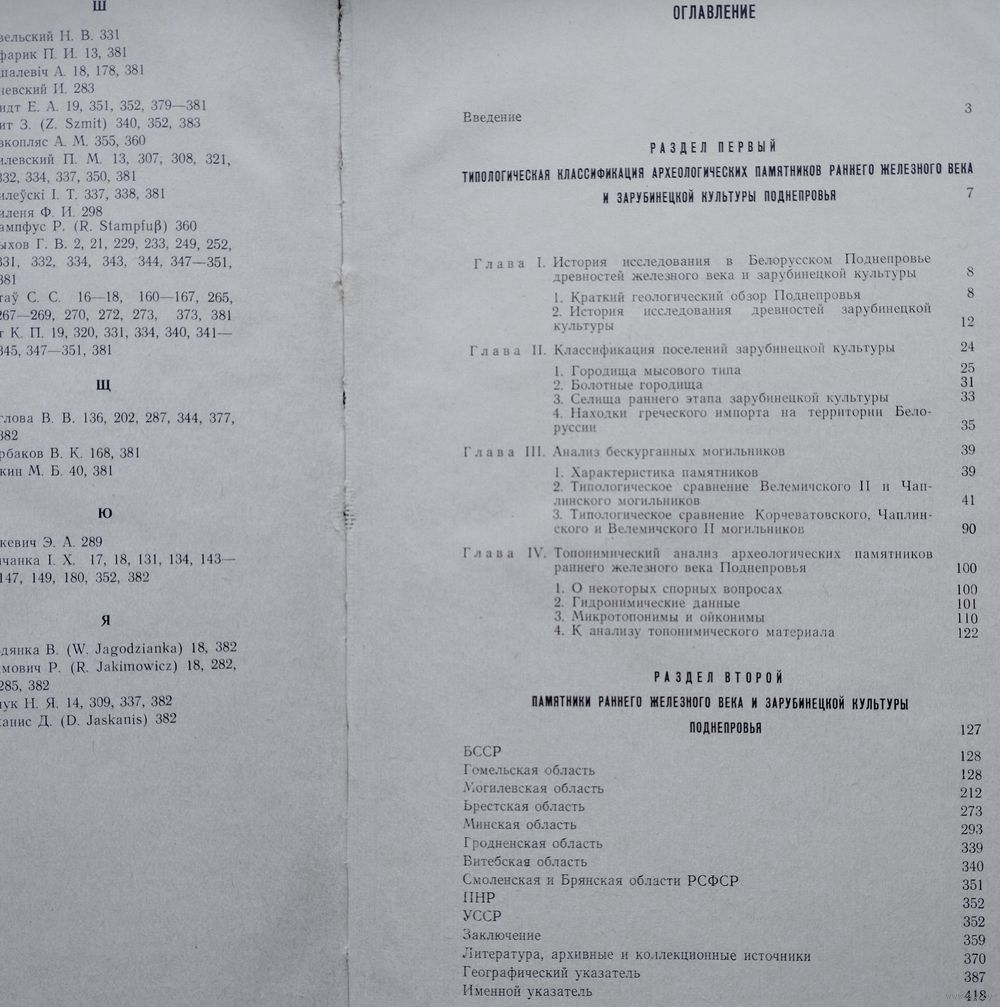 Ш
вельский Н. В. 331
фарик П. И. 13, 381
шалевіч А. 18, 178, 381
невский И. 283
идт Е. А. 19, 351, 352, 379—381
ит З. (Z. Szmit) 340, 352, 383
вкопляс А. М. 355, 360
илевский П. М. 13, 307, 308, 321,
332, 334, 337, 350, 381
илеўскі І. Т. 337, 338, 381
иленя Ф. И. 298
ампфус Р. (R. Stampfuβ) 360
ыхов Г. В. 2, 21, 229, 233, 249, 252,
331, 332, 334, 343, 344, 347—351,
381
таў С. С. 16—18, 160—167, 265,
267—269, 270, 272, 273, 373, 381
т К. П. 19, 320, 331, 334, 340, 341—
345, 347—351, 381
Щ
глова В. В. 136, 202, 287, 344, 377,
382
рбаков В. К. 168, 381
кин М. Б. 40, 381
Ю
кевич Э. А. 289
чанка І. Х. 17, 18, 131, 134, 143—
147, 149, 180, 352, 382
Я
дянка В. (W. Jagodzianka) 18, 382
мович Р. (R. Jakimowicz) 18, 282,
285, 382
чук Н. Я. 14, 309, 337, 382
канис Д. (D. Jaskanis) 382
ОГЛАВЛЕНИЕ
Введение 3
РАЗДЕЛ ПЕРВЫЙ
ТИПОЛОГИЧЕСКАЯ КЛАССИФИКАЦИЯ АРХЕОЛОГИЧЕСКИХ ПАМЯТНИКОВ РАННЕГО ЖЕЛЕЗНОГО ВЕКА
И ЗАРУБИНЕЦКОЙ КУЛЬТУРЫ ПОДНЕПРОВЬЯ 7
Глава I. История исследования в Белорусском Поднепровье
древностей железного века и зарубинецкой культуры 8
1. Краткий геологический обзор Поднепровья 8
2. История исследования древностей зарубинецкой
культуры 12
Глава II. Классификация поселений зарубинецкой культуры 24
1. Городища мысового типа 25
2. Болотные городища 31
3. Селища раннего этапа зарубинецкой культуры 33
4. Находки греческого импорта на территории Бело-
руссии 35
Глава III. Анализ бескурганных могильников 39
1. Характеристика памятников 39
2. Типологическое сравнение Велемичского II и Чап-
линского могильников 41
3. Типологическое сравнение Корчеватовского, Чаплин-
ского и Велемичского II могильников 90
Глава IV. Топонимический анализ археологических памятников
раннего железного века Поднепровья 100
1. О некоторых спорных вопросах 100
2. Гидронимические данные 101
3. Микротопонимы и ойконимы 110
4. К анализу топонимического материала 122
РАЗДЕЛ ВТОРОЙ
ПАМЯТНИКИ РАННЕГО ЖЕЛЕЗНОГО ВЕКА И ЗАРУБИНЕЦКОЙ КУЛЬТУРЫ
ПОДНЕПРОВЬЯ 127
БССР 128
Гомельская область 128
Могилевская область 212
Брестская область 273
Минская область 293
Гродненская область 339
Витебская область 340
Смоленская и Брянская области РСФСР 351
ПНР 352
УССР 352
Заключение 359
Литература, архивные и коллекционные источники 370
Географический указатель 387
Именной указатель 418